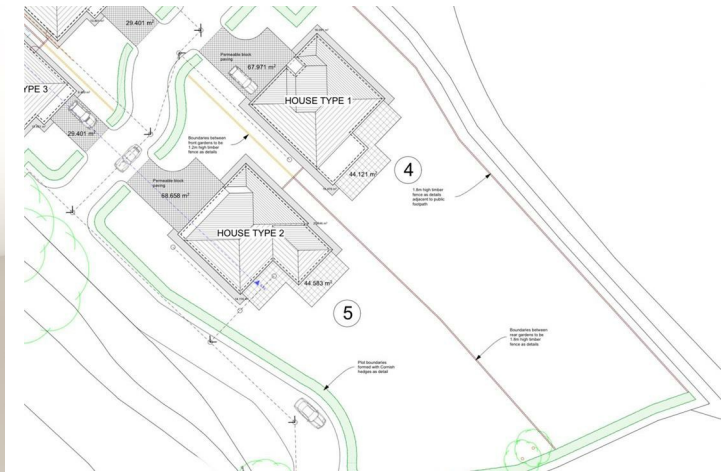 29.401 m²
Permeable block
paving
67.971 m²
HOUSE TYPE 1
YPE 3
29.401 m²
Boundaries between
front gardens to be
1.2m high timber
fence as details
44.121 m²
4
1.8m high timber
fence as details
adjacent to public
footpath
Permeable block
paving
68.658 m²
HOUSE TYPE 2
44.583 m²
5
Boundaries between
rear gardens to be
1.8m high timber
fence as details
Plot boundaries
formed with Cornish
hedges as detail